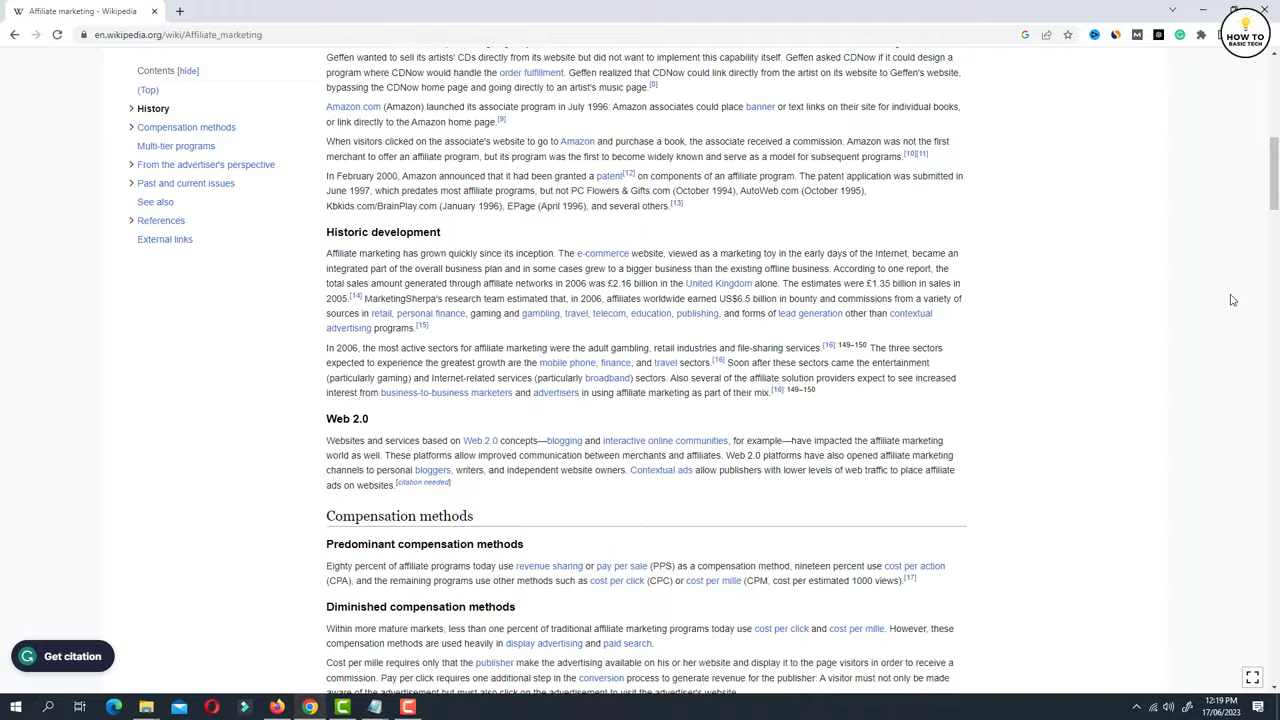 Affiliate marketing - Wikipedia
en.wikipedia.org/wiki/Affiliate_marketing
HOW TO
BASIC TECH
Contents [hide]
(Top)
History
Compensation methods
Multi-tier programs
From the advertiser's perspective
Past and current issues
See also
References
External links
Geffen wanted to sell its artists' CDs directly from its website but did not want to implement this capability itself. Geffen asked CDNow if it could design a
program where CDNow would handle the order fulfillment. Geffen realized that CDNow could link directly from the artist on its website to Geffen's website,
bypassing the CDNow home page and going directly to an artist's music page.[8]
Amazon.com (Amazon) launched its associate program in July 1996: Amazon associates could place banner or text links on their site for individual books,
or link directly to the Amazon home page.[9]
When visitors clicked on the associate's website to go to Amazon and purchase a book, the associate received a commission. Amazon was not the first
merchant to offer an affiliate program, but its program was the first to become widely known and serve as a model for subsequent programs.[10][11]
In February 2000, Amazon announced that it had been granted a patent[12] on components of an affiliate program. The patent application was submitted in
June 1997, which predates most affiliate programs, but not PC Flowers & Gifts.com (October 1994), AutoWeb.com (October 1995),
Kbkids.com/BrainPlay.com (January 1996), EPage (April 1996), and several others.[13]
Historic development
Affiliate marketing has grown quickly since its inception. The e-commerce website, viewed as a marketing toy in the early days of the Internet, became an
integrated part of the overall business plan and in some cases grew to a bigger business than the existing offline business. According to one report, the
total sales amount generated through affiliate networks in 2006 was £2.16 billion in the United Kingdom alone. The estimates were £1.35 billion in sales in
2005.[14] MarketingSherpa's research team estimated that, in 2006, affiliates worldwide earned US$6.5 billion in bounty and commissions from a variety of
sources in retail, personal finance, gaming and gambling, travel, telecom, education, publishing, and forms of lead generation other than contextual
advertising programs.[15]
In 2006, the most active sectors for affiliate marketing were the adult gambling, retail industries and file-sharing services.[16]: 149–150 The three sectors
expected to experience the greatest growth are the mobile phone, finance, and travel sectors.[16] Soon after these sectors came the entertainment
(particularly gaming) and Internet-related services (particularly broadband) sectors. Also several of the affiliate solution providers expect to see increased
interest from business-to-business marketers and advertisers in using affiliate marketing as part of their mix.[16]: 149–150
Web 2.0
Websites and services based on Web 2.0 concepts—blogging and interactive online communities, for example—have impacted the affiliate marketing
world as well. These platforms allow improved communication between merchants and affiliates. Web 2.0 platforms have also opened affiliate marketing
channels to personal bloggers, writers, and independent website owners. Contextual ads allow publishers with lower levels of web traffic to place affiliate
ads on websites.[citation needed]
Compensation methods
Predominant compensation methods
Eighty percent of affiliate programs today use revenue sharing or pay per sale (PPS) as a compensation method, nineteen percent use cost per action
(CPA), and the remaining programs use other methods such as cost per click (CPC) or cost per mille (CPM, cost per estimated 1000 views).[17]
Diminished compensation methods
Within more mature markets, less than one percent of traditional affiliate marketing programs today use cost per click and cost per mille. However, these
compensation methods are used heavily in display advertising and paid search.
Cost per mille requires only that the publisher make the advertising available on his or her website and display it to the page visitors in order to receive a
commission. Pay per click requires one additional step in the conversion process to generate revenue for the publisher: A visitor must not only be made
aware of the advertisement but must also click on the advertisement to visit the advertiser's website.
Get citation
12:19 PM
17/06/2023